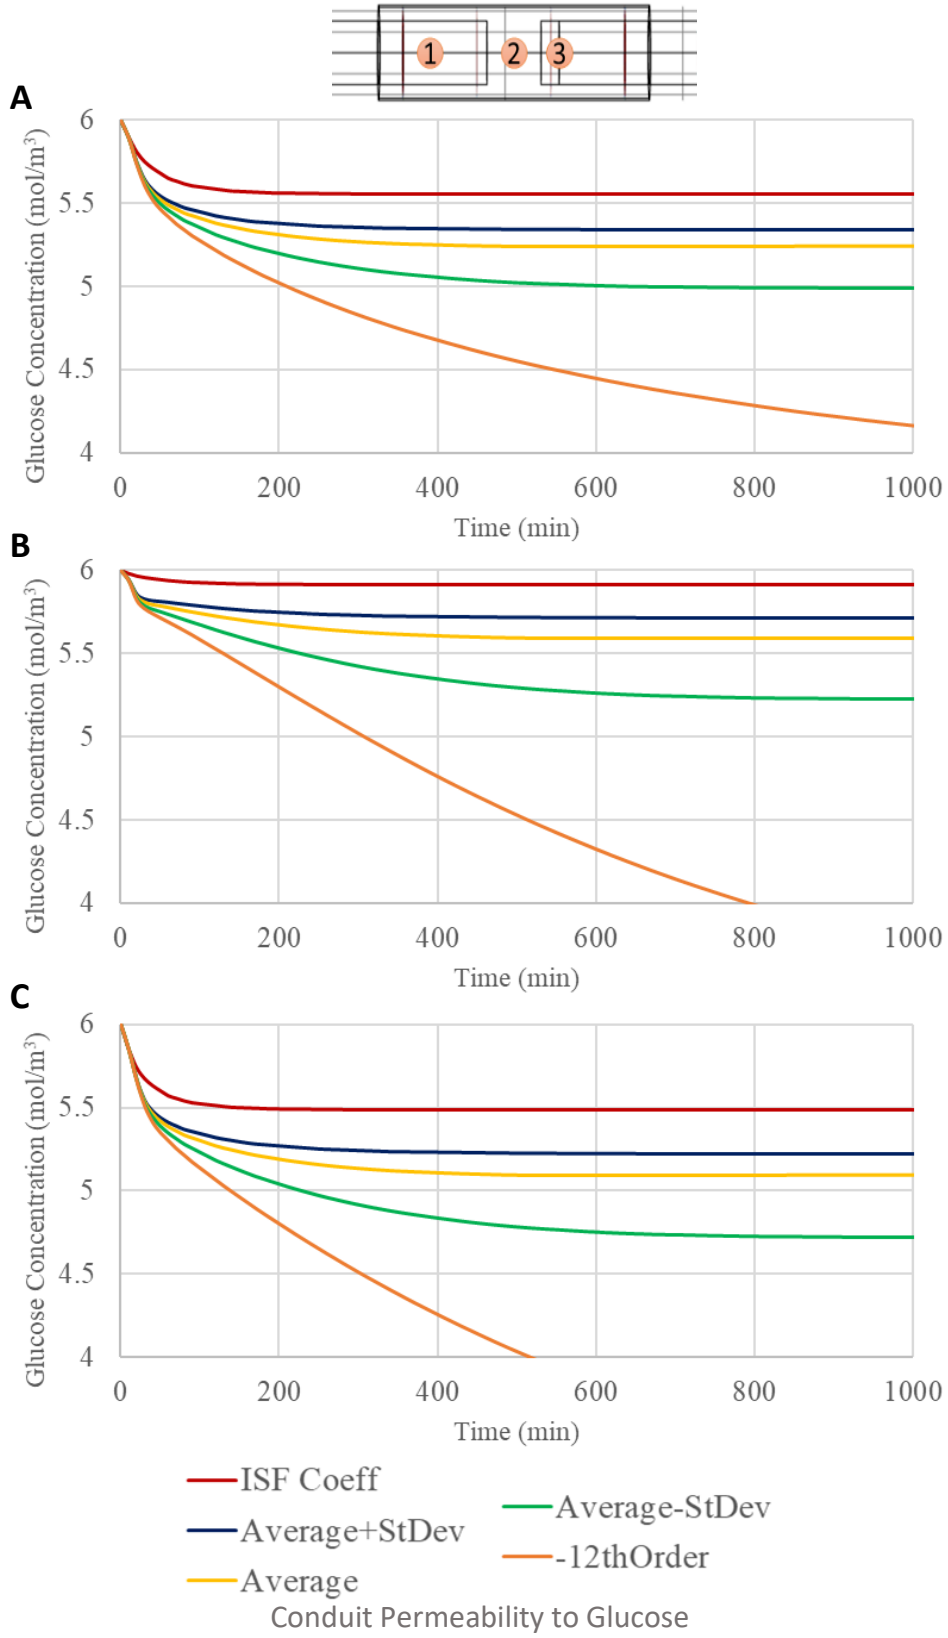 1 2 3
A
Glucose Concentration (mol/m³)
6
5.5
5
4.5
4
0 200 400 600 800 1000
Time (min)
B
Glucose Concentration (mol/m³)
6
5.5
5
4.5
4
0 200 400 600 800 1000
Time (min)
C
Glucose Concentration (mol/m³)
6
5.5
5
4.5
4
0 200 400 600 800 1000
Time (min)
ISF Coeff
Average+StDev
Average
Average-StDev
-12thOrder
Conduit Permeability to Glucose